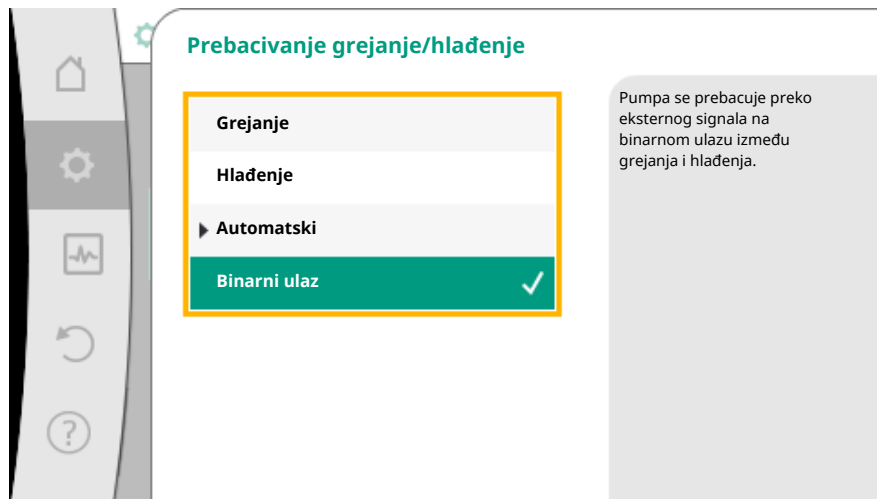 Prebacivanje grejanje/hlađenje
Grejanje
Hlađenje
Automatski
Binarni ulaz
Pumpa se prebacuje preko
eksternog signala na
binarnom ulazu između
grejanja i hlađenja.